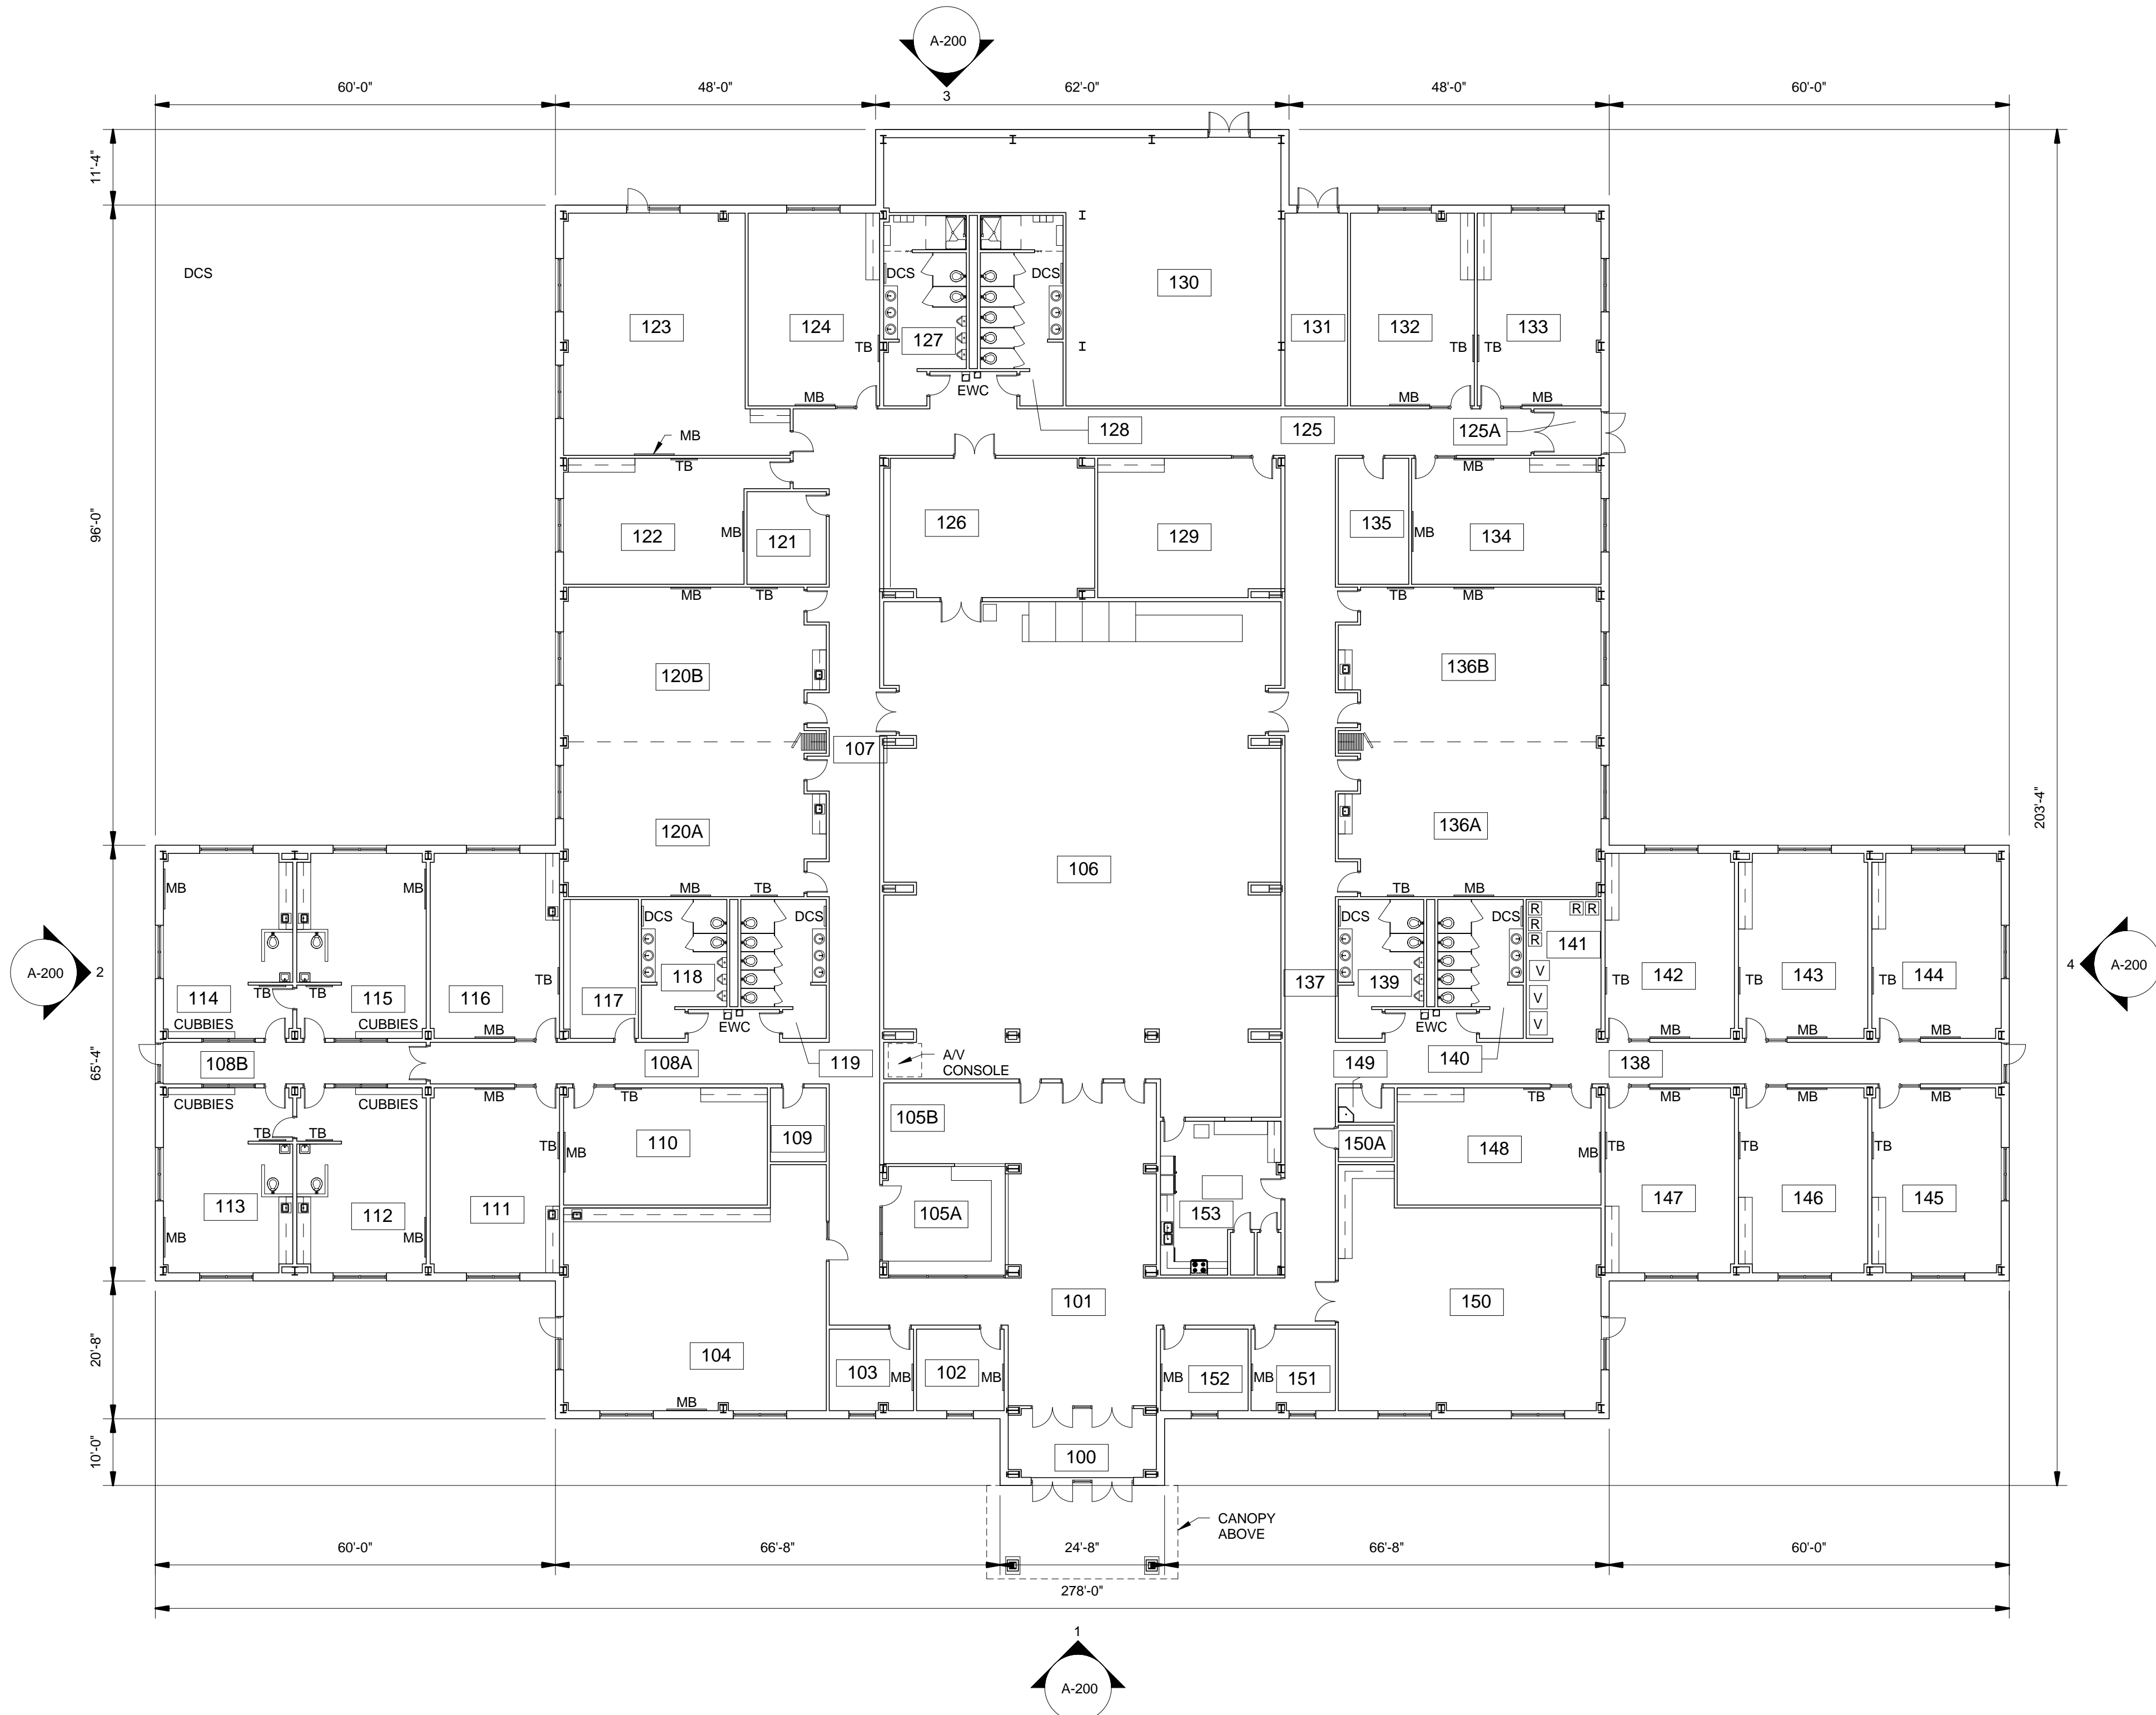 A-200
3
60'-0"
48'-0"
62'-0"
48'-0"
60'-0"
11'-4"
96'-0"
65'-4"
20'-8"
10'-0"
203'-4"
DCS
123
124
TB
MB
DCS
127
DCS
EWC
128
130
131
132
TB
MB
TB
133
MB
125
125A
MB
TB
122
MB
121
126
129
135
MB
MB
134
MB
TB
TB
MB
120B
136B
107
120A
136A
106
MB
TB
TB
MB
MB
MB
DCS
DCS
DCS
DCS
R
R
R
R
R
141
V
V
V
A-200
2
4
A-200
114
TB
TB
115
116
TB
117
118
137
139
TB
142
TB
143
TB
144
CUBBIES
CUBBIES
MB
EWC
EWC
MB
MB
MB
108B
108A
119
A/V
CONSOLE
149
140
138
CUBBIES
CUBBIES
MB
TB
TB
MB
MB
MB
105B
109
150A
TB
TB
TB
MB
110
148
MB
TB
TB
TB
113
112
111
105A
153
147
146
145
MB
MB
101
150
104
103
MB
102
MB
MB
152
MB
151
MB
100
CANOPY
ABOVE
60'-0"
66'-8"
24'-8"
66'-8"
60'-0"
278'-0"
1
A-200